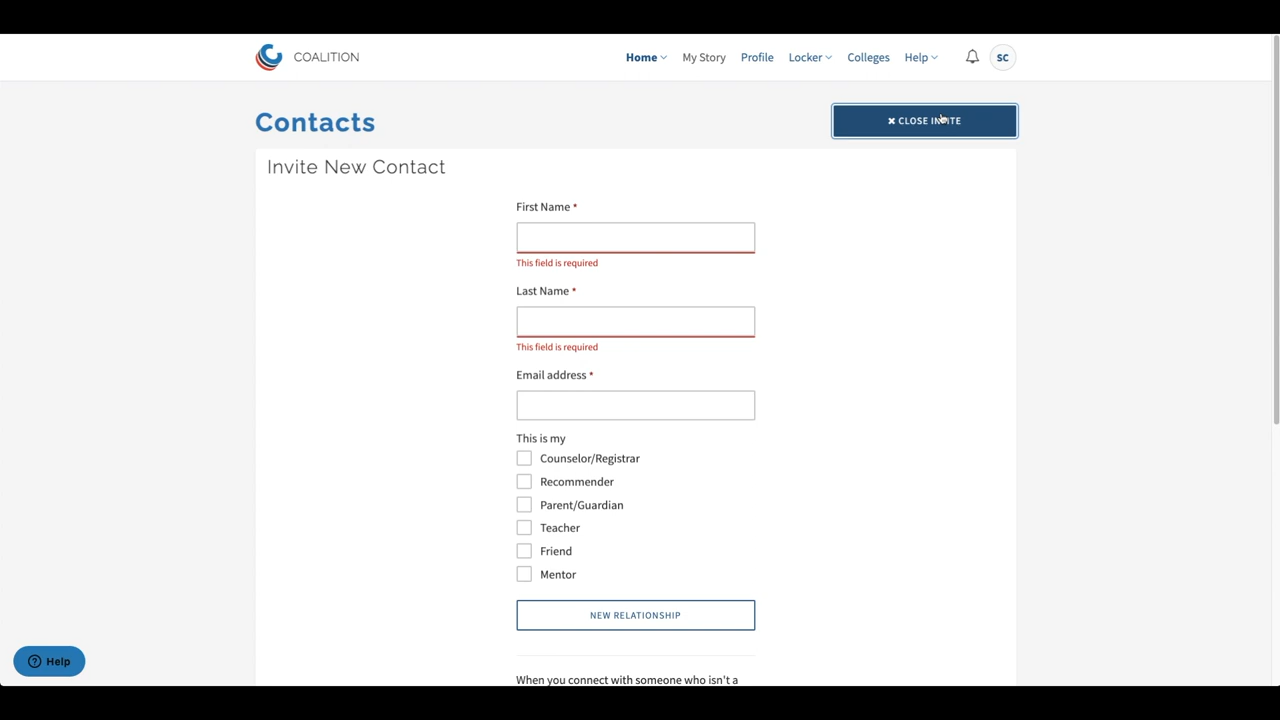 COALITION
Home
My Story
Profile
Locker
Colleges
Help
SC
Contacts
✖ CLOSE INVITE
Invite New Contact
First Name *
This field is required
Last Name *
This field is required
Email address *
This is my
Counselor/Registrar
Recommender
Parent/Guardian
Teacher
Friend
Mentor
NEW RELATIONSHIP
When you connect with someone who isn't a
Help